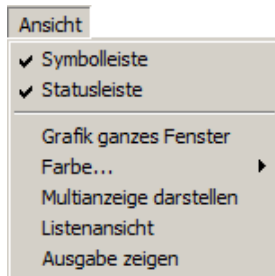 Ansicht
Symbolleiste
Statusleiste
Grafik ganzes Fenster
Farbe...
Multianzeige darstellen
Listenansicht
Ausgabe zeigen